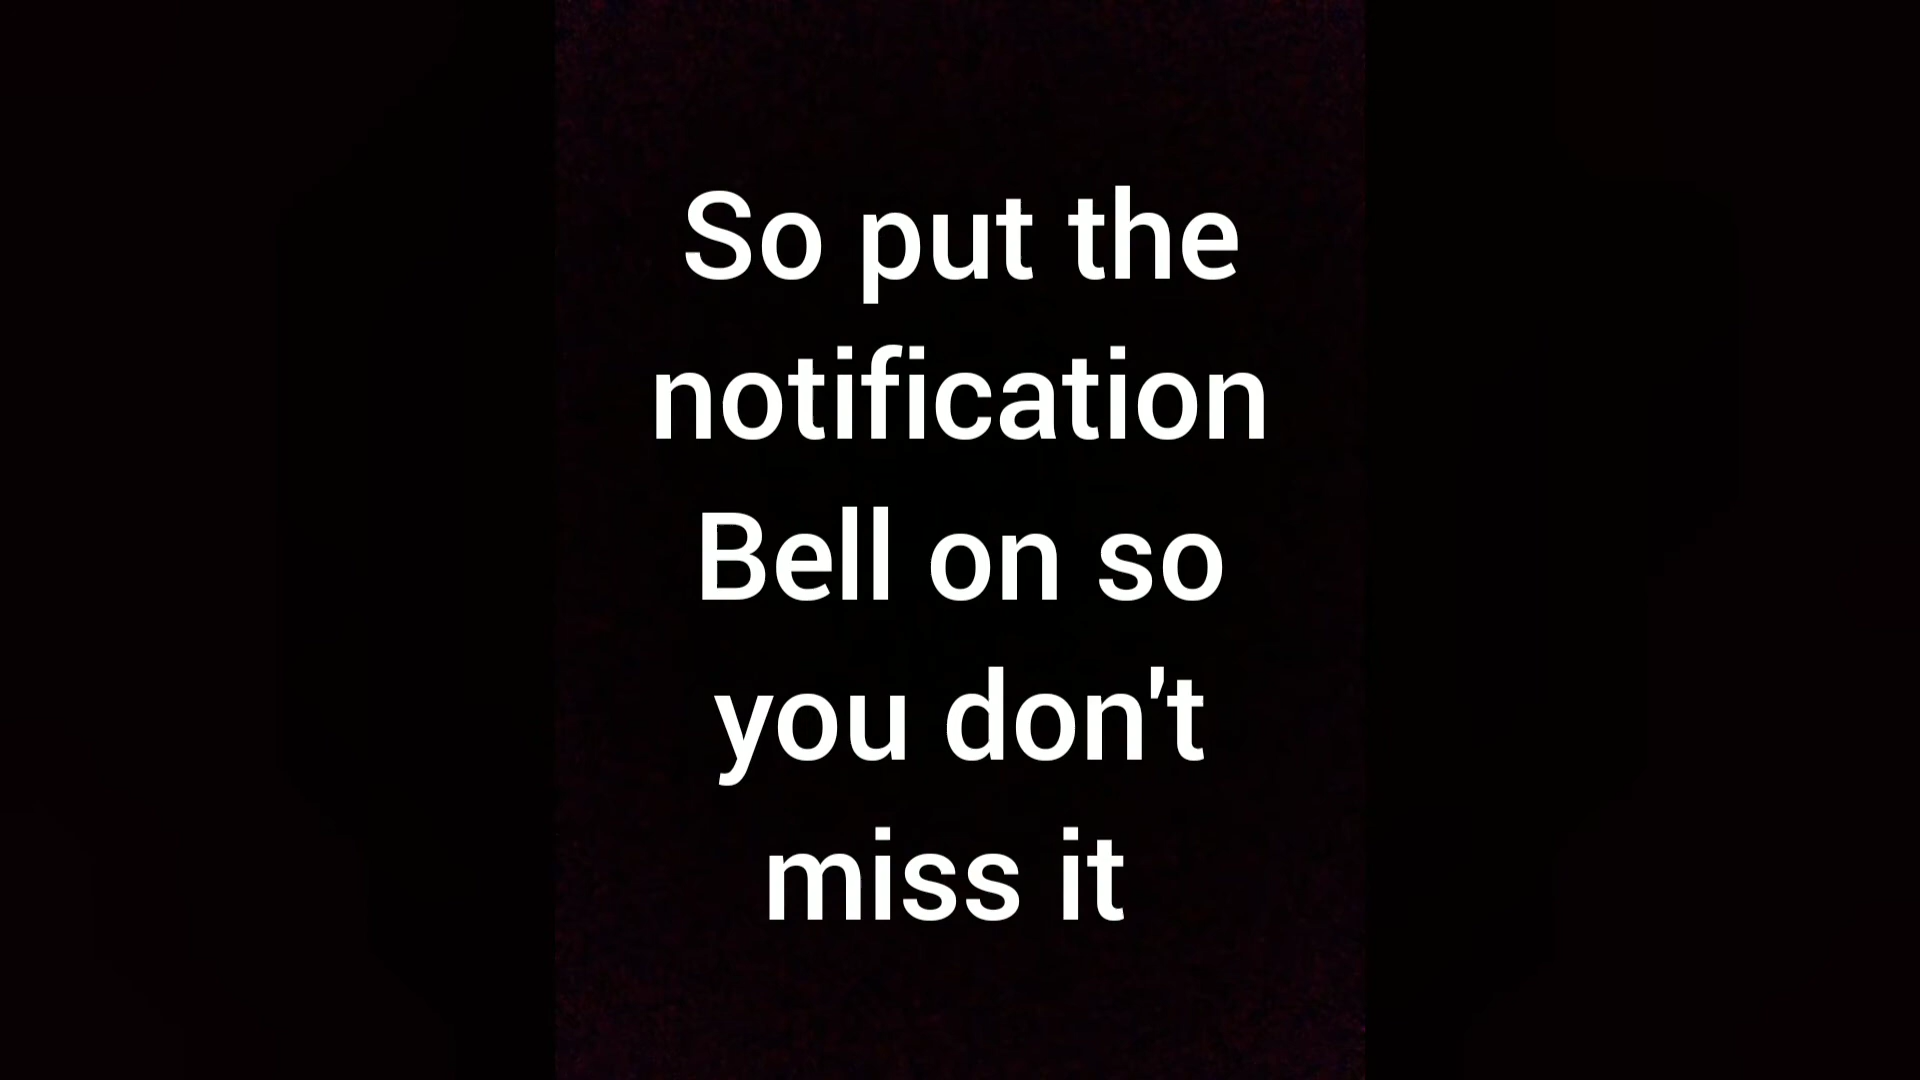 So put the
notification
Bell on so
you don't
miss it